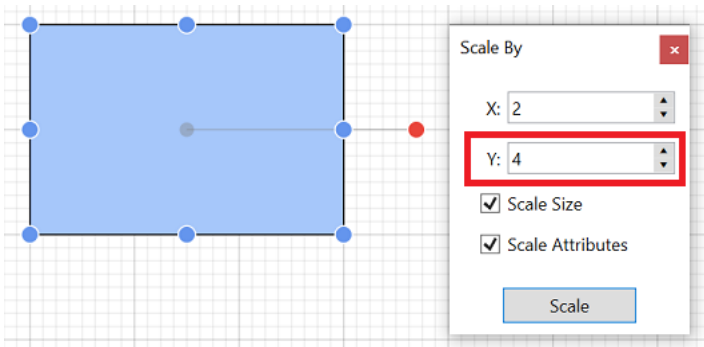 Scale By
X: 2
Y: 4
Scale Size
Scale Attributes
Scale